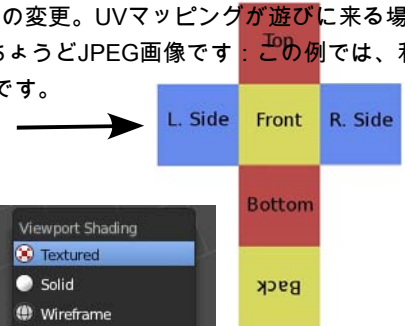 の変更。UVマッピングが遊びに来る場
ちょうどJPEG画像です：この例では、
です。
Top
L. Side Front R. Side
Bottom
Back
Viewport Shading
Textured
Solid
Wireframe